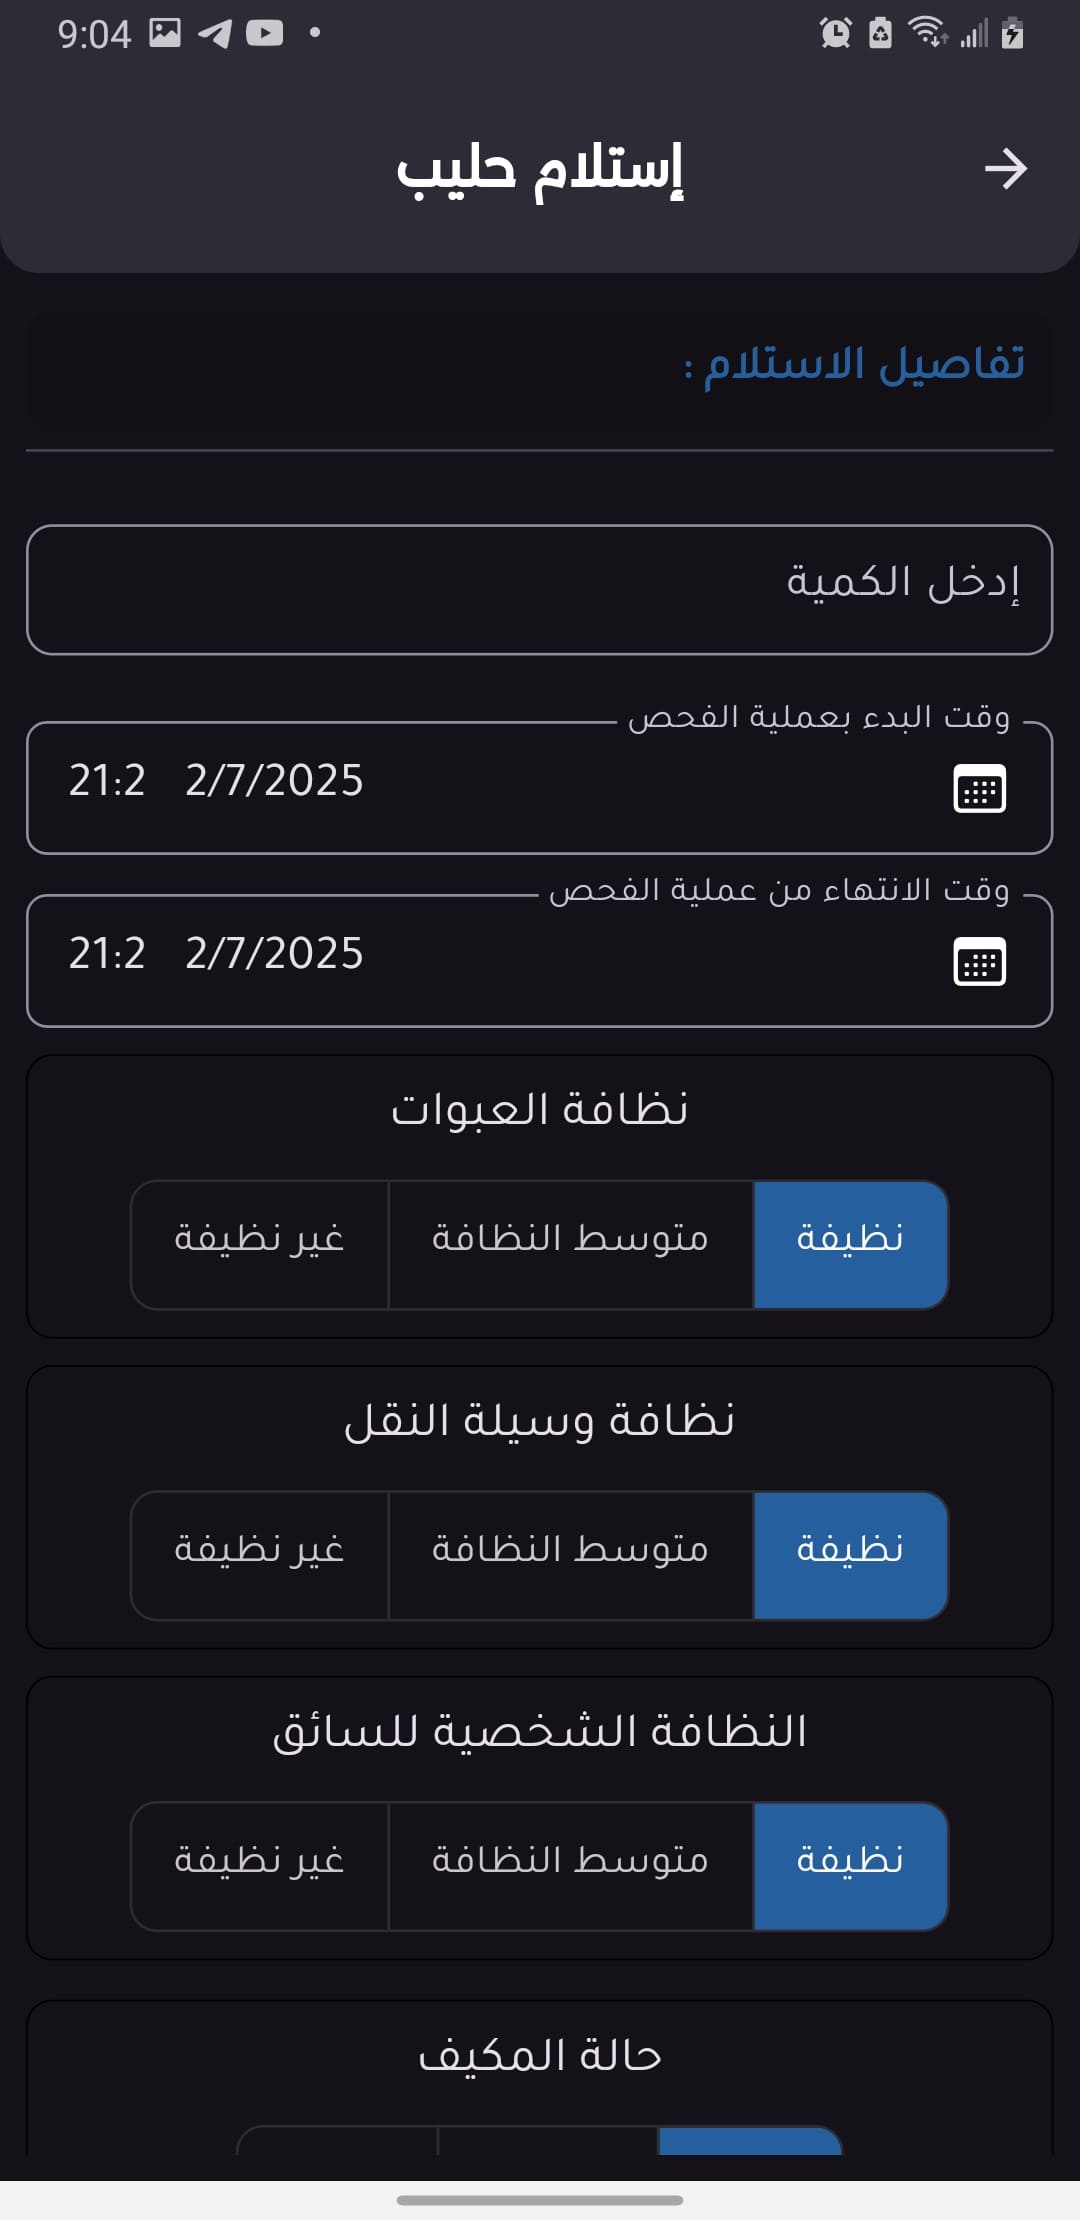 9:04
إستلام حليب
تفاصيل الاستلام :
إدخل الكمية
وقت البدء بعملية الفحص
21:2 2/7/2025
وقت الانتهاء من عملية الفحص
21:2 2/7/2025
نظافة العبوات
نظيفة متوسط النظافة غير نظيفة
نظافة وسيلة النقل
نظيفة متوسط النظافة غير نظيفة
النظافة الشخصية للسائق
نظيفة متوسط النظافة غير نظيفة
حالة المكيف